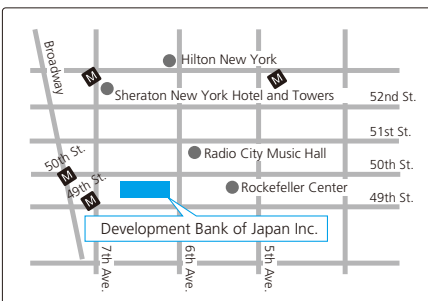 Broadway
Hilton New York
M
M
Sheraton New York Hotel and Towers
52nd St.
51st St.
50th St.
Radio City Music Hall
50th St.
M
49th St.
Rockefeller Center
M
49th St.
Development Bank of Japan Inc.
7th Ave.
6th Ave.
5th Ave.